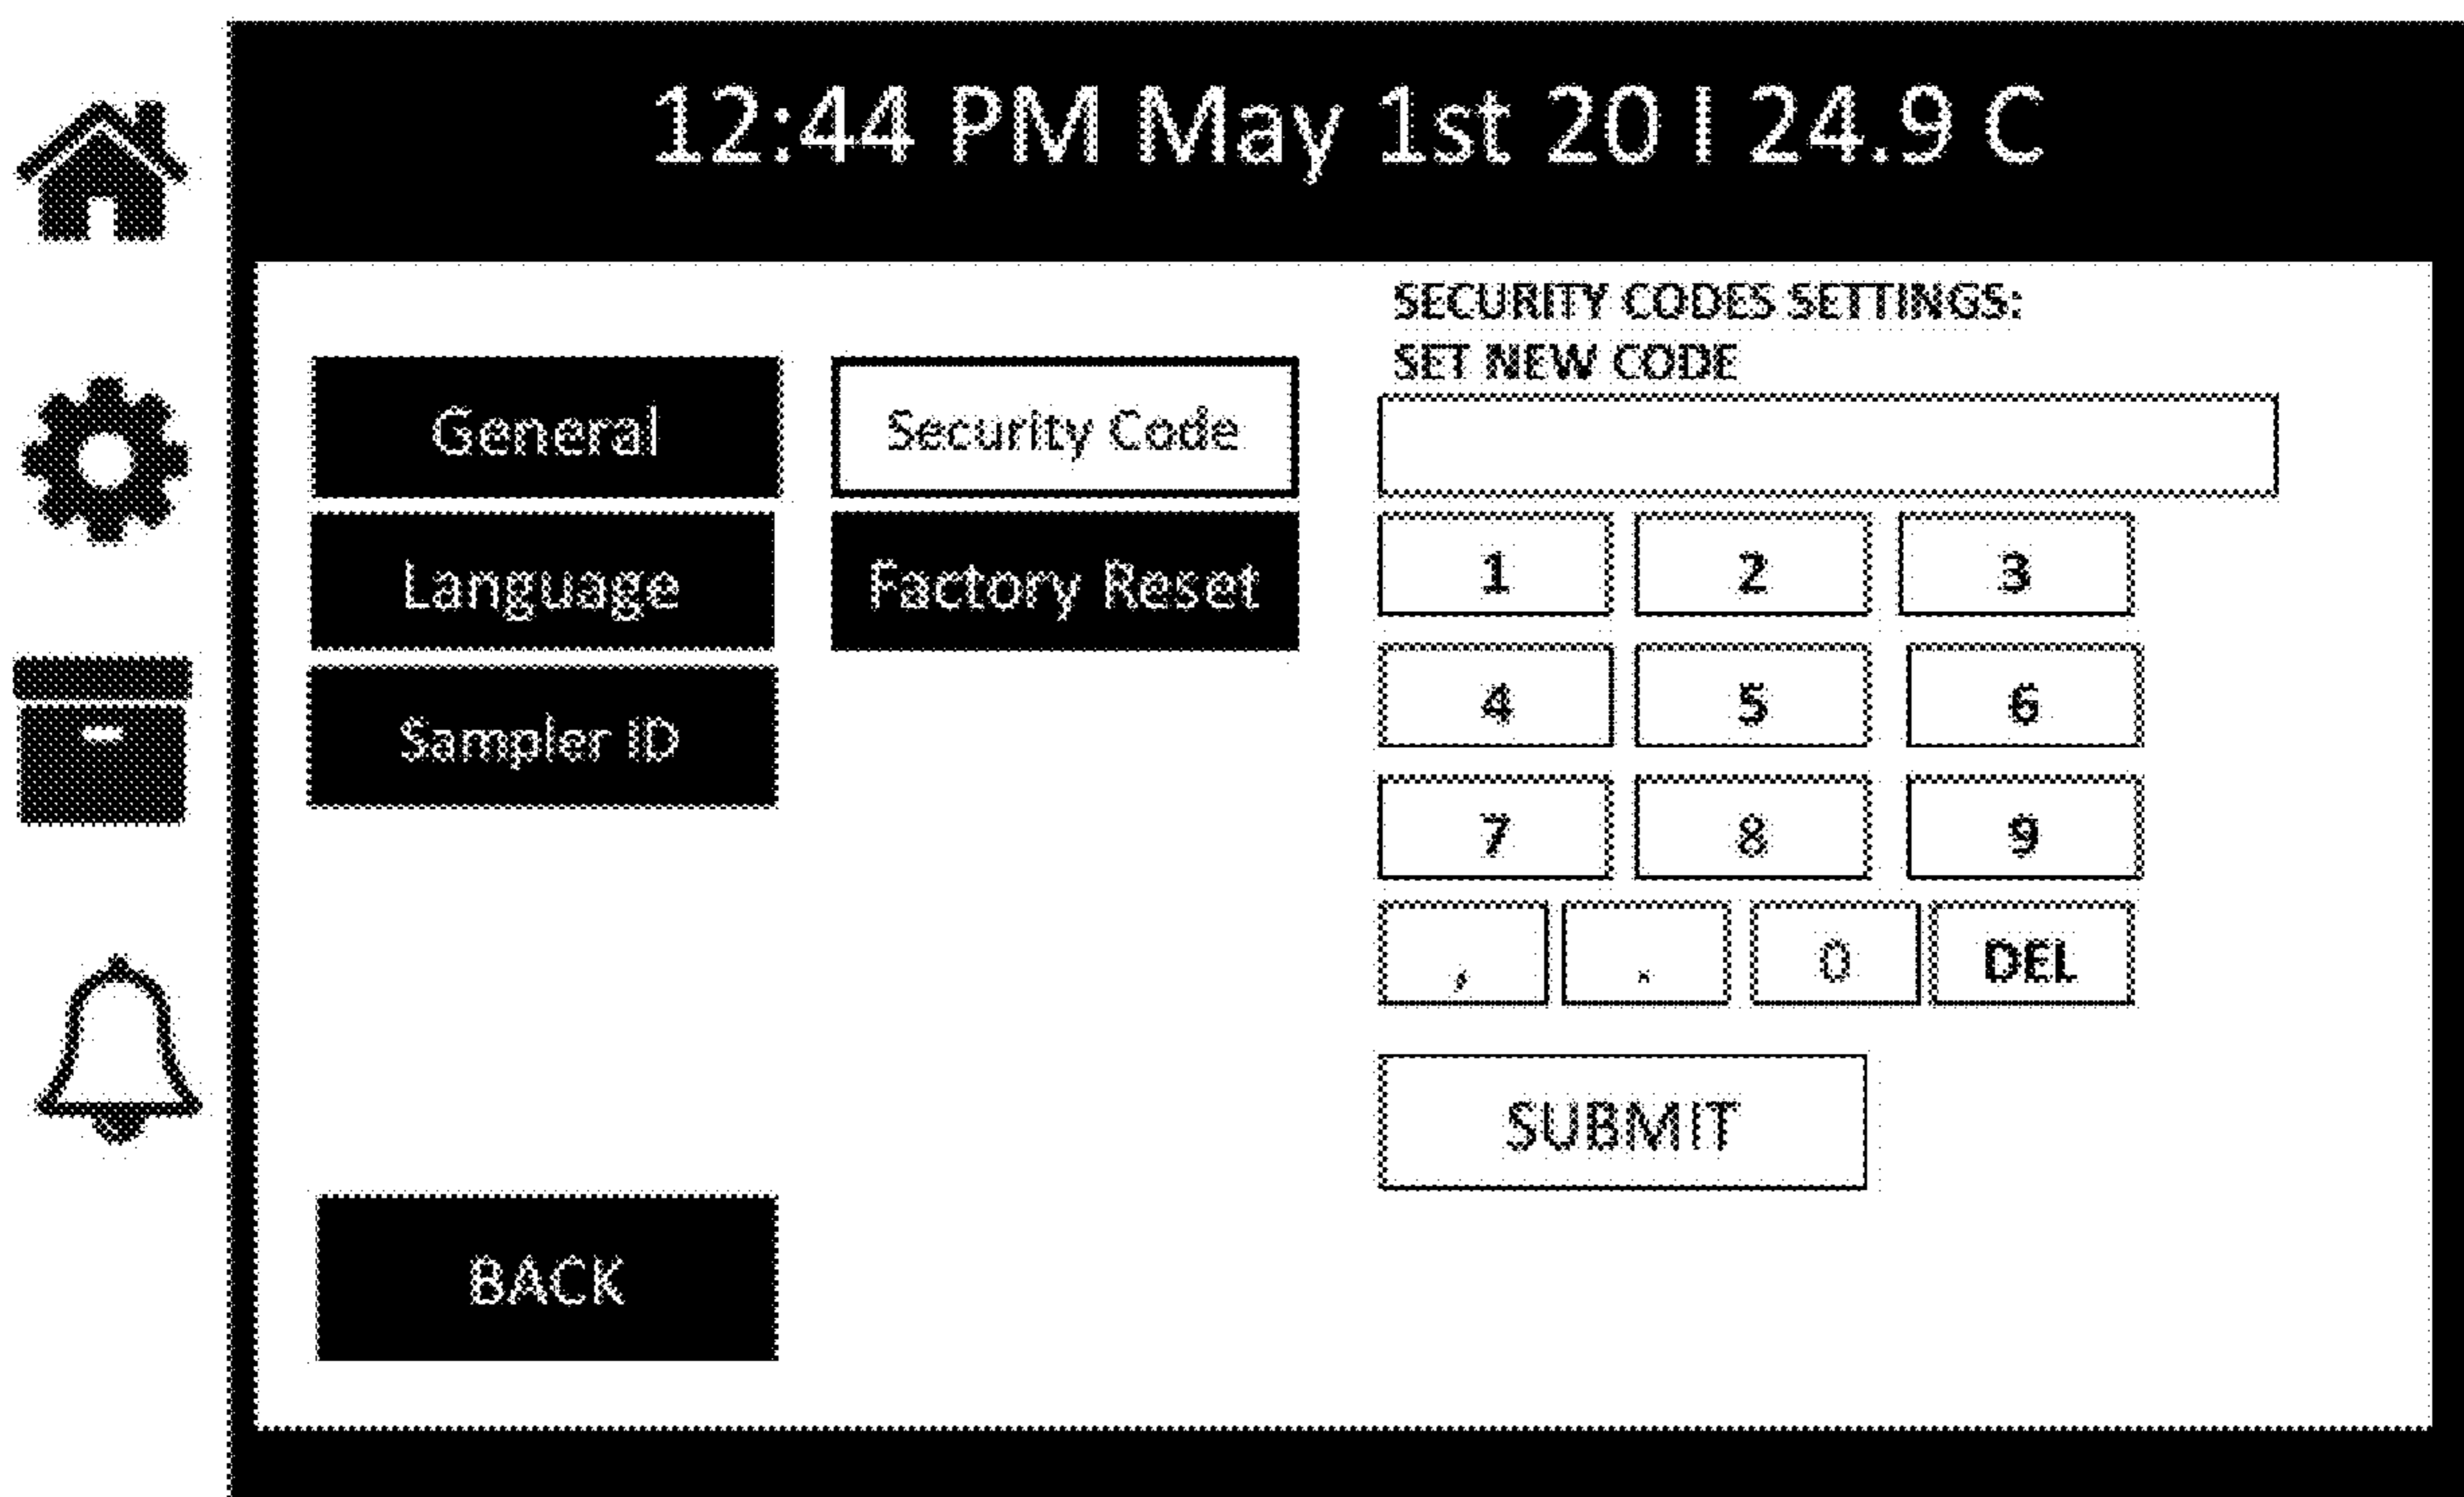 12:44 PM May 1st 20 I 24.9 C
SECURITY CODES SETTINGS:
SET NEW CODE
General
Security Code
Language
Factory Reset
Sampler ID
1 2 3
4 5 6
7 8 9
, . 0 DEL
SUBMIT
BACK